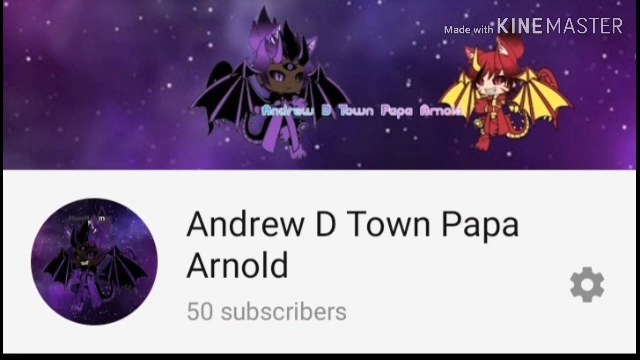 Made with KINEMASTER
Andrew D Town Papa Arnold
Andrew D Town Papa
Arnold
50 subscribers